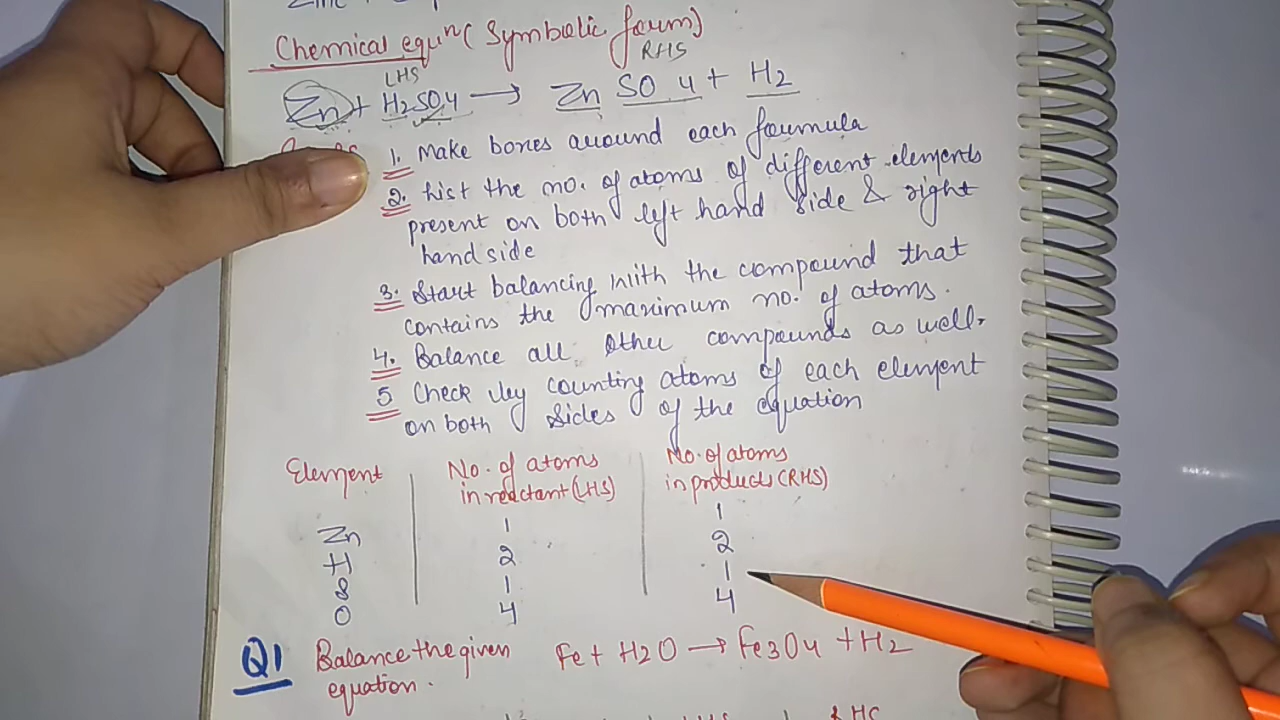 Chemical equⁿ (Symbolic form)
LHS RHS
Zn + H2SO4 → Zn SO4 + H2
1. Make boxes around each formula
2. List the no. of atoms of different elements
present on both left hand side & right
hand side
3. Start balancing with the compound that
contains the maximum no. of atoms.
4. Balance all other compounds as well.
5 Check by counting atoms of each element
on both sides of the equation
Element No. of atoms in reactant (LHS) No. of atoms in products (RHS)
Zn 1 1
H 2 2
S 1 1
O 4 4
Q1 Balance the given Fe + H2O → Fe3O4 + H2
equation.